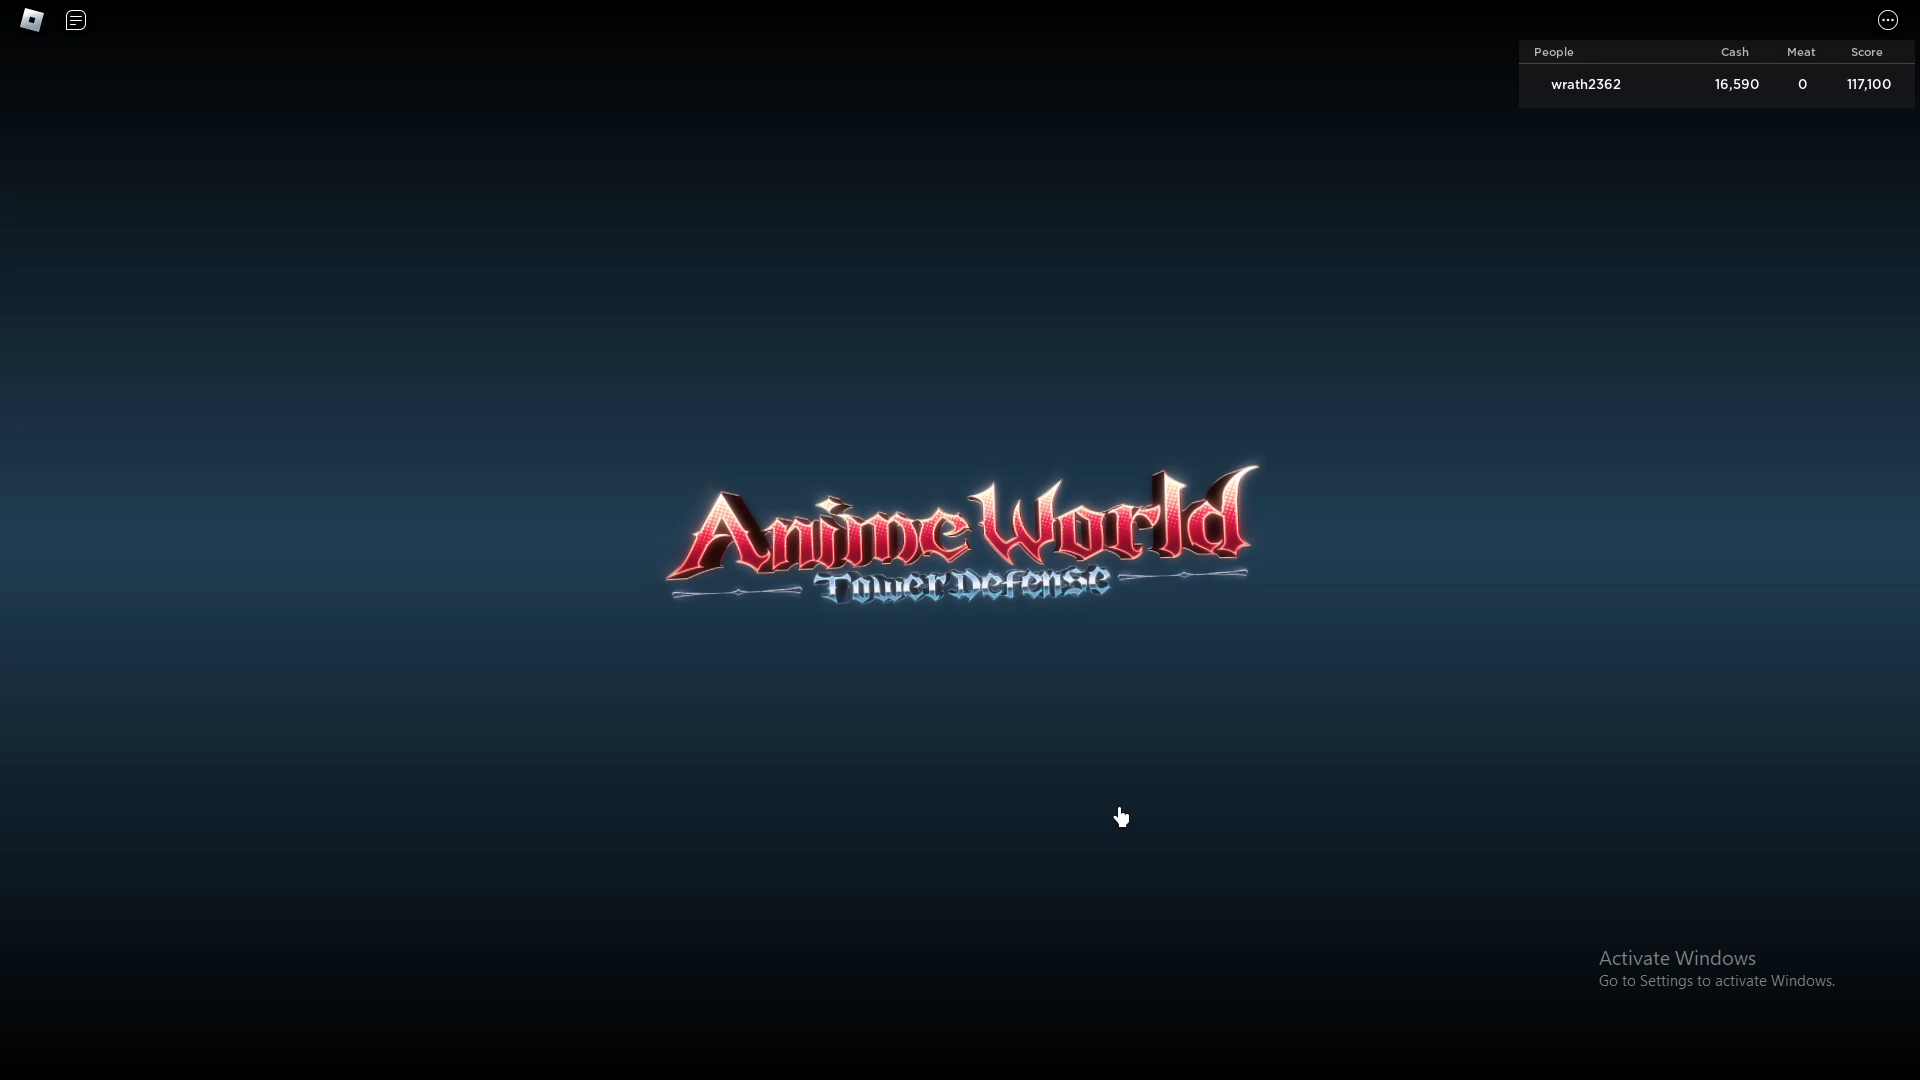 People Cash Meat Score
wrath2362 16,590 0 117,100
Anime World
Tower Defense
Activate Windows
Go to Settings to activate Windows.